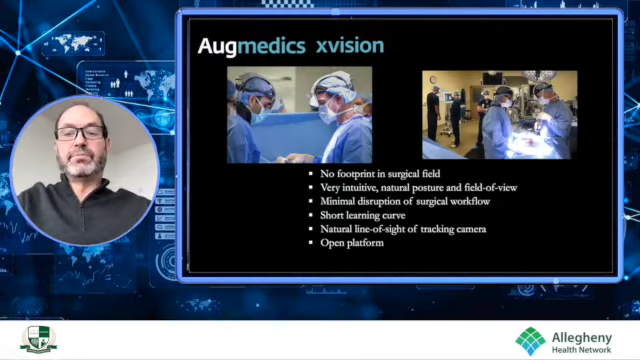 Augmedics xvision
▪ No footprint in surgical field
▪ Very intuitive, natural posture and field-of-view
▪ Minimal disruption of surgical workflow
▪ Short learning curve
▪ Natural line-of-sight of tracking camera
▪ Open platform
Allegheny
Health Network